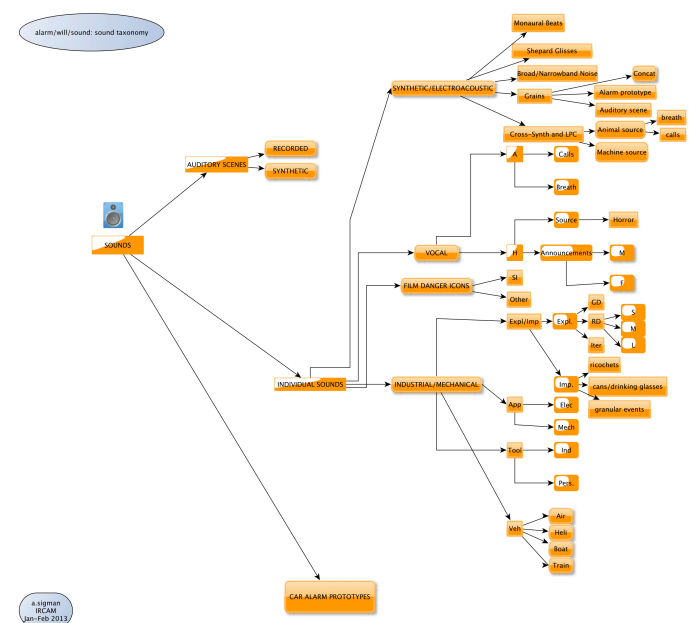 alarm/will/sound: sound taxonomy
Monaural Beats
Shepard Glisses
Broad/Narrowband Noise
Concat
SYNTHETIC/ELECTROACOUSTIC
Grains
Alarm prototype
Auditory scene
breath
Cross-Synth and LPC
Animal source
calls
Machine source
RECORDED
AUDITORY SCENES
SYNTHETIC
A
Calls
Breath
SOUNDS
Source
Horror
VOCAL
H
Announcements
M
F
SI
FILM DANGER ICONS
Other
GD
Expl/Imp
Expl.
RD
S
M
L
Iter
ricochets
INDIVIDUAL SOUNDS
INDUSTRIAL/MECHANICAL
Imp.
cans/drinking glasses
granular events
App
Elec
Mech
Tool
Ind
Pers.
Veh
Air
Heli
Boat
Train
CAR ALARM PROTOTYPES
a.sigman
IRCAM
Jan-Feb 2013